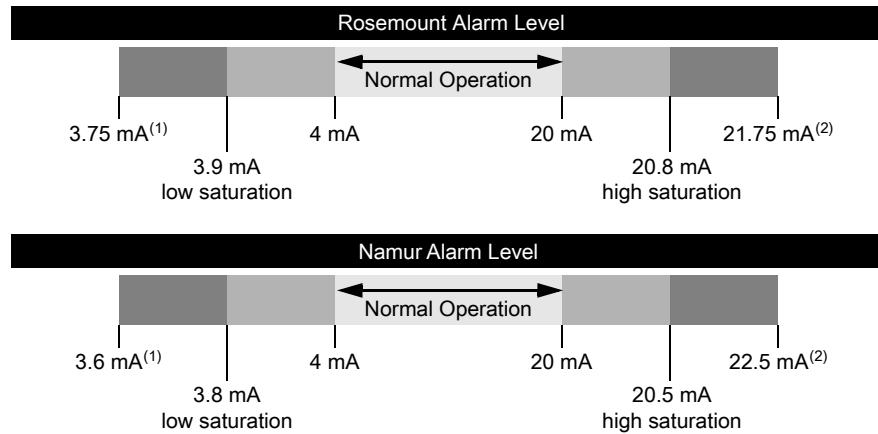 Rosemount Alarm Level
Normal Operation
3.75 mA(1)
4 mA
20 mA
21.75 mA(2)
3.9 mA
low saturation
20.8 mA
high saturation
Namur Alarm Level
Normal Operation
3.6 mA(1)
4 mA
20 mA
22.5 mA(2)
3.8 mA
low saturation
20.5 mA
high saturation